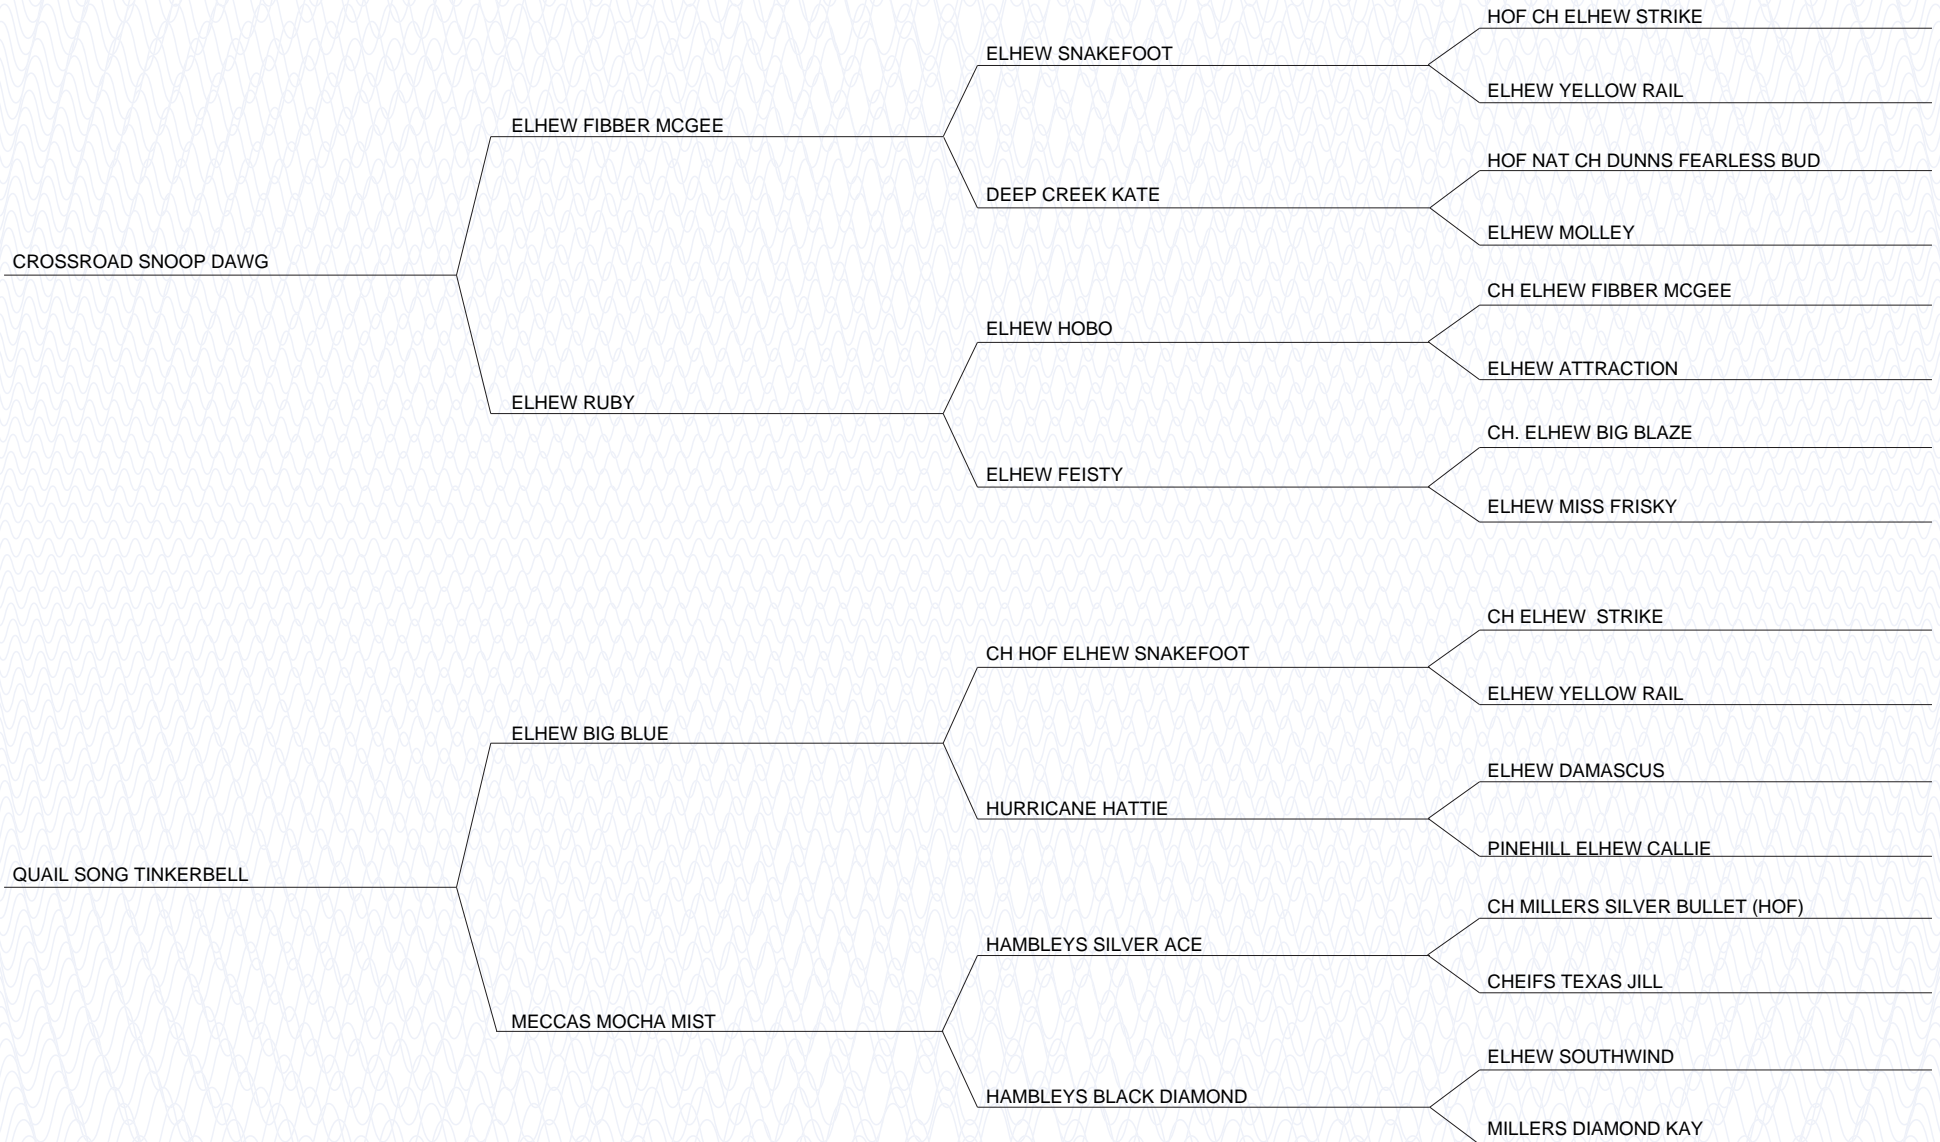 HOF CH ELHEW STRIKE
ELHEW SNAKEFOOT
ELHEW YELLOW RAIL
ELHEW FIBBER MCGEE
HOF NAT CH DUNNS FEARLESS BUD
DEEP CREEK KATE
ELHEW MOLLEY
CROSSROAD SNOOP DAWG
CH ELHEW FIBBER MCGEE
ELHEW HOBO
ELHEW ATTRACTION
ELHEW RUBY
CH. ELHEW BIG BLAZE
ELHEW FEISTY
ELHEW MISS FRISKY
CH ELHEW  STRIKE
CH HOF ELHEW SNAKEFOOT
ELHEW YELLOW RAIL
ELHEW BIG BLUE
ELHEW DAMASCUS
HURRICANE HATTIE
PINEHILL ELHEW CALLIE
QUAIL SONG TINKERBELL
CH MILLERS SILVER BULLET (HOF)
HAMBLEYS SILVER ACE
CHEIFS TEXAS JILL
MECCAS MOCHA MIST
ELHEW SOUTHWIND
HAMBLEYS BLACK DIAMOND
MILLERS DIAMOND KAY